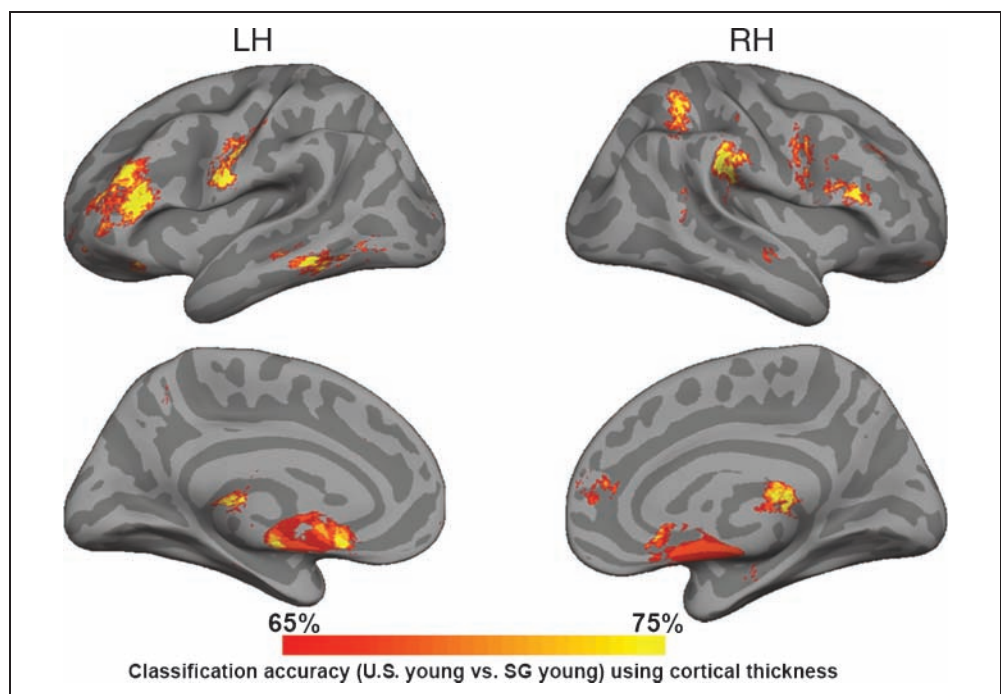 LH RH
65% 75%
Classification accuracy (U.S. young vs. SG young) using cortical thickness